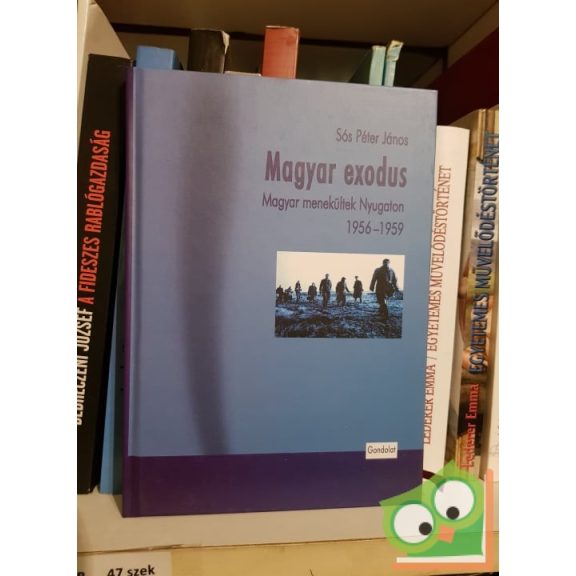 Sós Péter János
Magyar exodus
Magyar menekültek Nyugaton
1956–1959
Gondolat
DEBRECZENI JÓZSEF A FIDESZES RABLÓGAZDASÁG
LEDERER EMMA / EGYETEMES MŰVELŐDÉSTÖRTÉNET
Lederer Emma EGYETEMES MŰVELŐDÉSTÖRTÉNET
47 szek